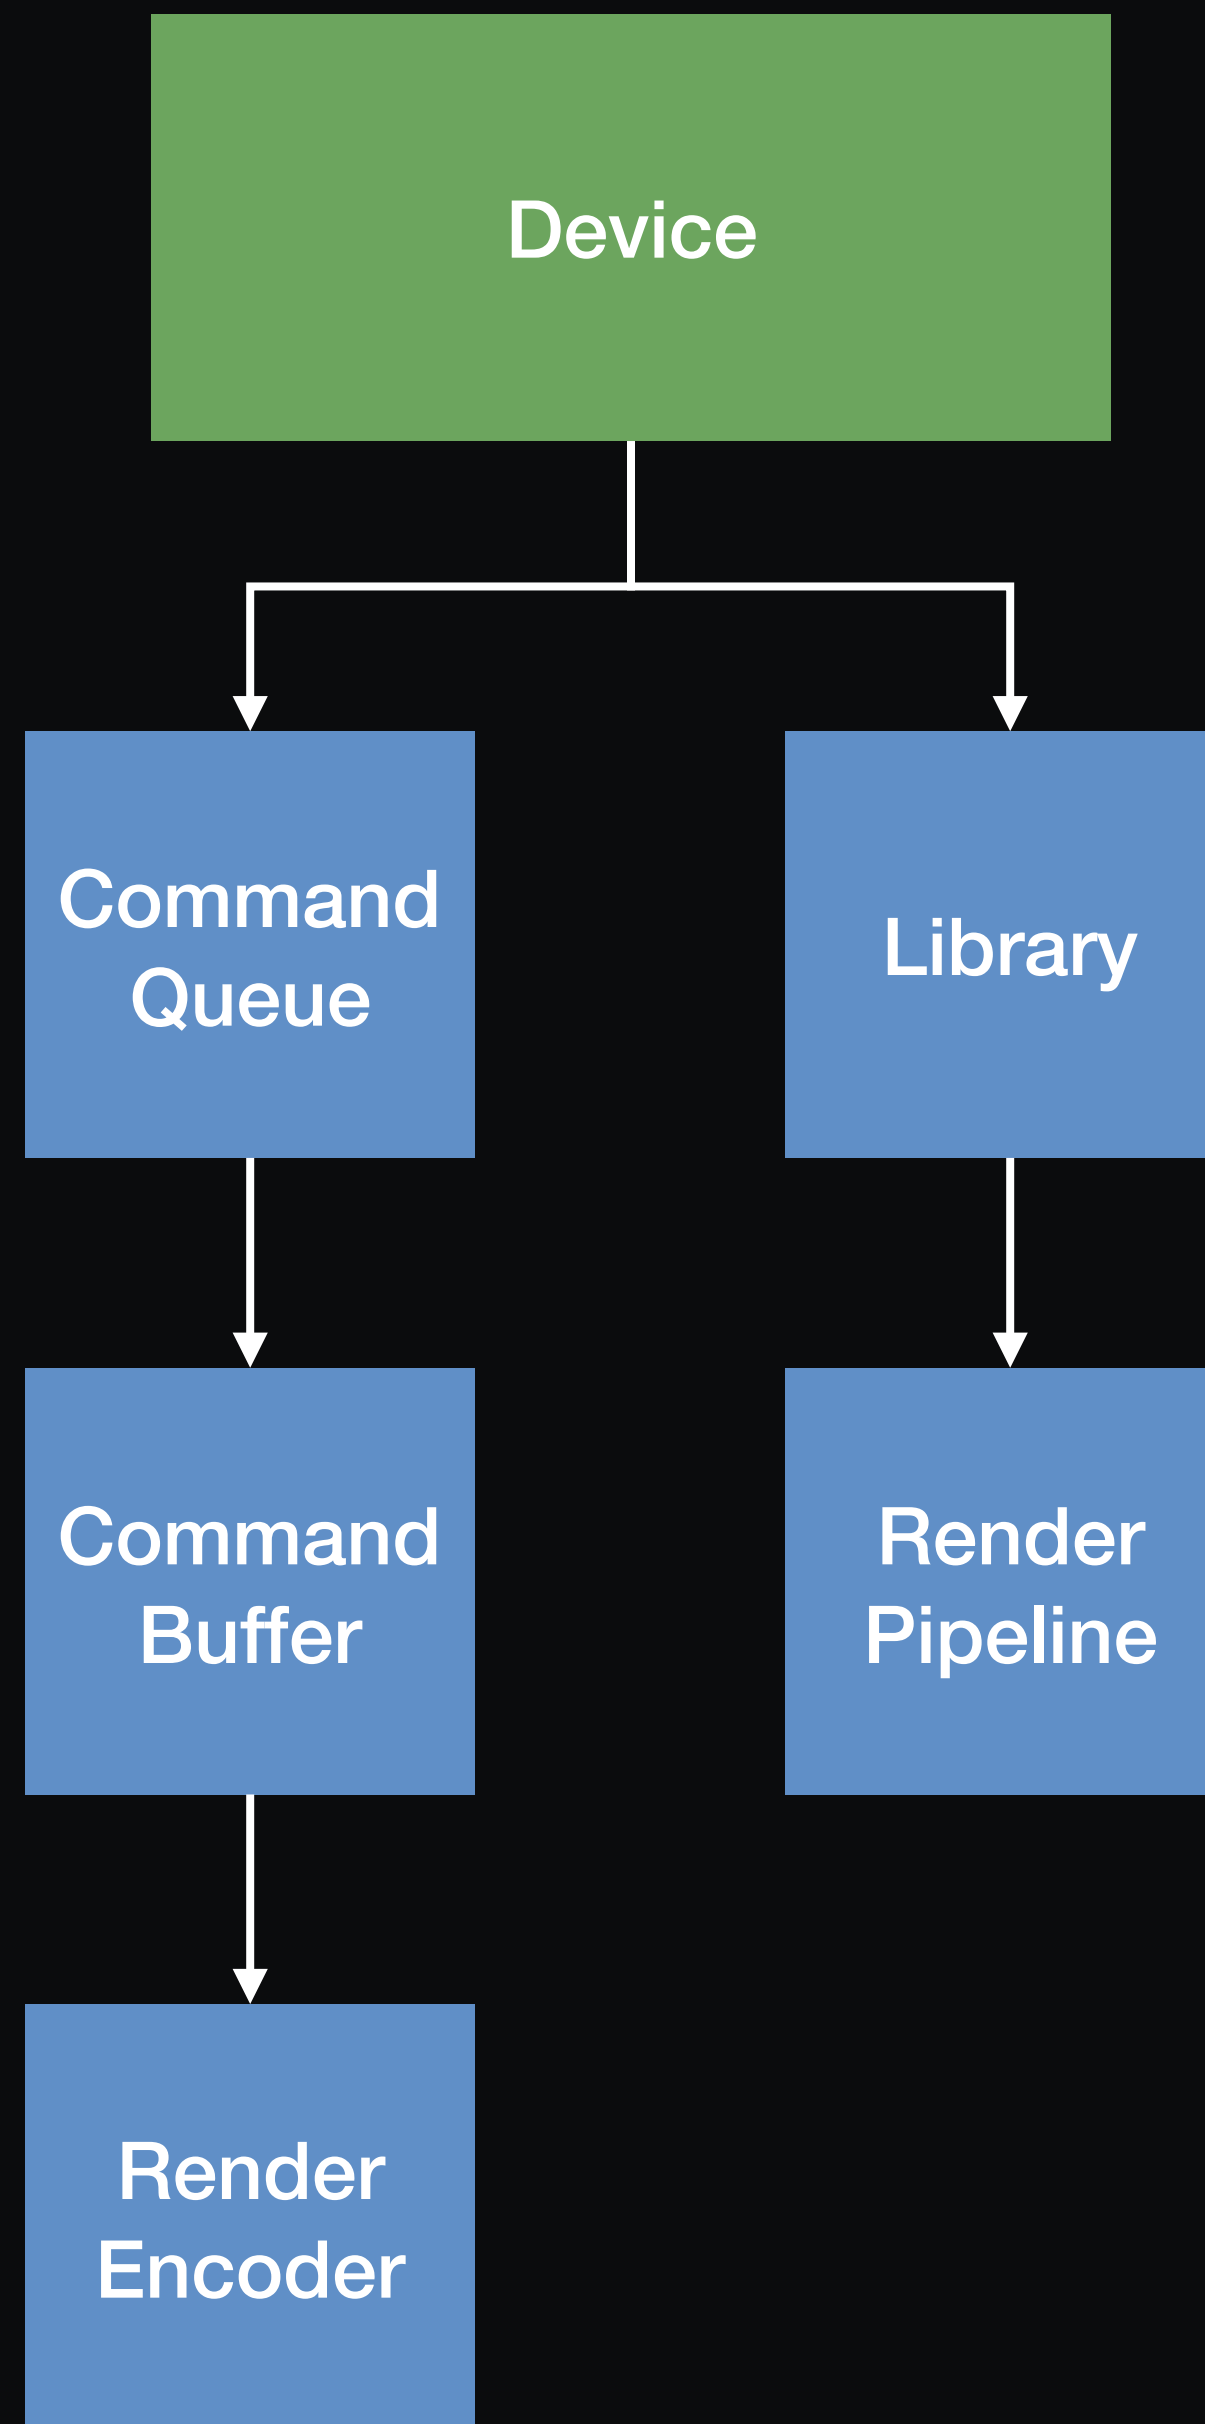 Device
Command
Queue
Library
Command
Buffer
Render
Pipeline
Render
Encoder